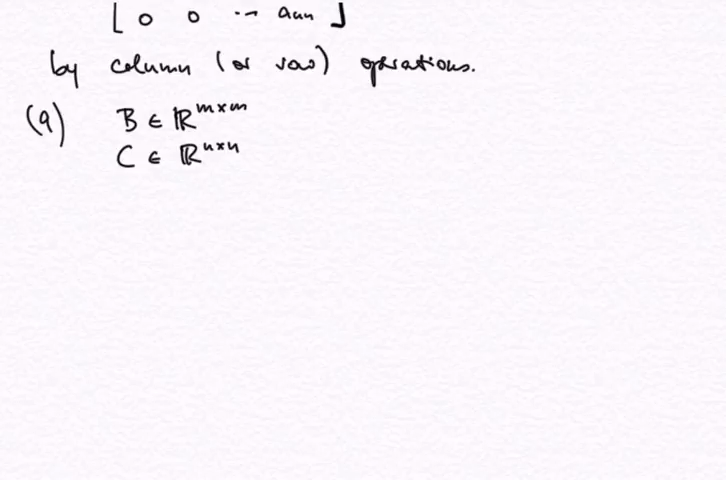 [ 0 0 ... ann ]
by column (or row) operations.
(9) B ∈ ℝ^{m×m}
C ∈ ℝ^{n×n}